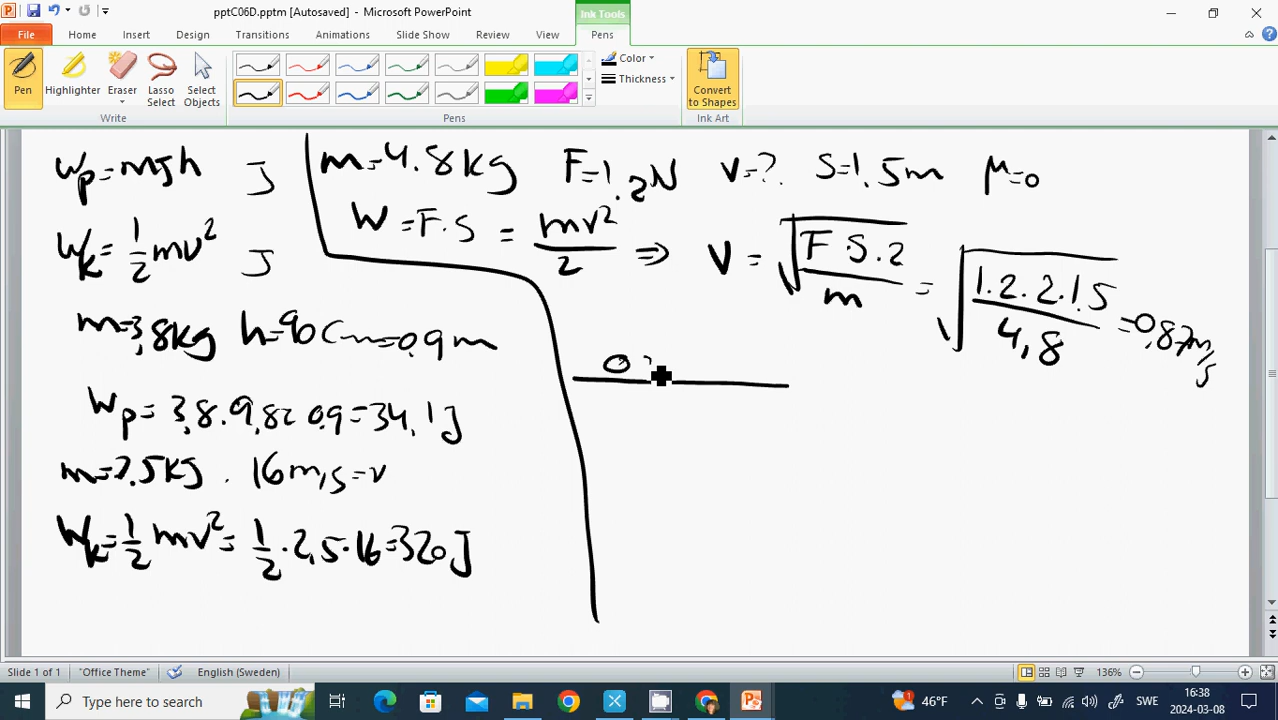 pptC06D.pptm [Autosaved] - Microsoft PowerPoint
Ink Tools
File Home Insert Design Transitions Animations Slide Show Review View Pens
Pen Highlighter Eraser Lasso Select Select Objects
Color
Thickness
Convert to Shapes
Write Pens Ink Art
Wp=mgh J
m=4.8kg F=1.2N v=? S=1.5m μ=0
W=F.S = mv²/2 ⇒ V = √(F.S.2/m) = √(1.2.2.1.5/4,8) =0,87m/s
Wk=1/2 mv² J
m=3,8kg h=90cm=0.9m
Wp=3,8.9,82 0.9=34,1J
m=2.5kg . 16m/s=v
Wk=1/2 mv²= 1/2 · 2,5 · 16=320J
Slide 1 of 1 "Office Theme" English (Sweden) 136%
Type here to search
46°F SWE 16:38
2024-03-08